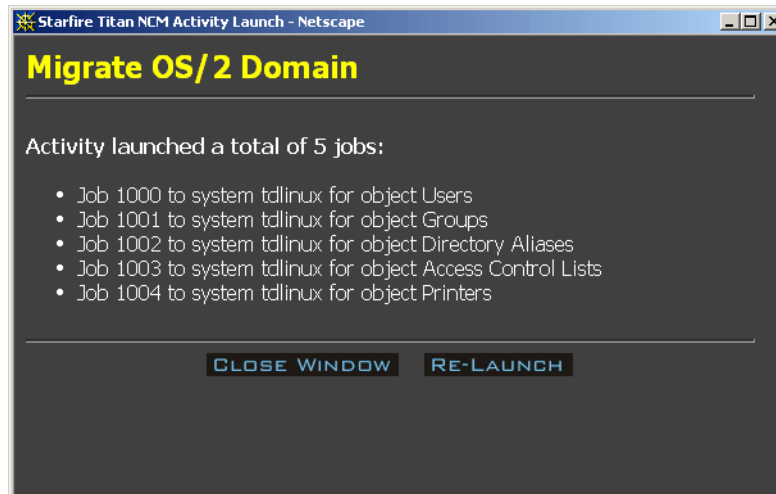 Starfire Titan NCM Activity Launch - Netscape
Migrate OS/2 Domain
Activity launched a total of 5 jobs:
• Job 1000 to system tdlinux for object Users
• Job 1001 to system tdlinux for object Groups
• Job 1002 to system tdlinux for object Directory Aliases
• Job 1003 to system tdlinux for object Access Control Lists
• Job 1004 to system tdlinux for object Printers
CLOSE WINDOW RE-LAUNCH